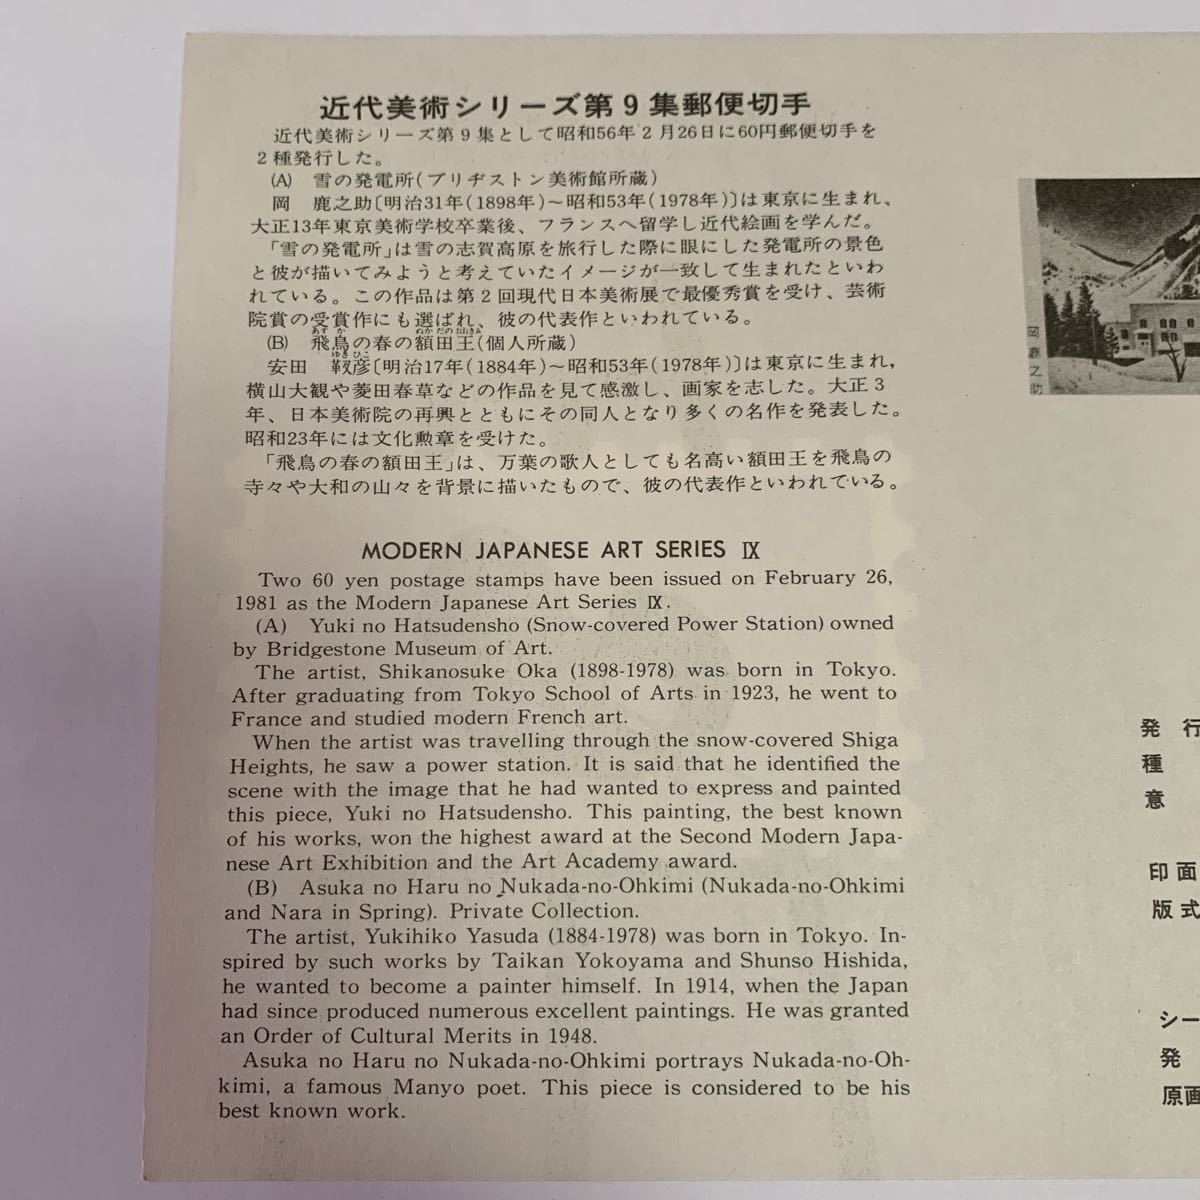 近代美術シリーズ第9集郵便切手
近代美術シリーズ第9集として昭和56年2月26日に60円郵便切手を
2種発行した。
(A) 雪の発電所(ブリヂストン美術館所蔵)
岡 鹿之助〔明治31年(1898年)～昭和53年(1978年)〕は東京に生まれ、
大正13年東京美術学校卒業後、フランスへ留学し近代絵画を学んだ。
「雪の発電所」は雪の志賀高原を旅行した際に眼にした発電所の景色
と彼が描いてみようと考えていたイメージが一致して生まれたといわ
れている。この作品は第2回現代日本美術展で最優秀賞を受け、芸術
院賞の受賞作にも選ばれ、彼の代表作といわれている。
(B) 飛鳥の春の額田王(個人所蔵)
安田 靫彦〔明治17年(1884年)～昭和53年(1978年)〕は東京に生まれ,
横山大観や菱田春草などの作品を見て感激し、画家を志した。大正3
年、日本美術院の再興とともにその同人となり多くの名作を発表した。
昭和23年には文化勲章を受けた。
「飛鳥の春の額田王」は、万葉の歌人としても名高い額田王を飛鳥の
寺々や大和の山々を背景に描いたもので、彼の代表作といわれている。
MODERN JAPANESE ART SERIES Ⅸ
Two 60 yen postage stamps have been issued on February 26,
1981 as the Modern Japanese Art Series Ⅸ.
(A) Yuki no Hatsudensho (Snow-covered Power Station) owned
by Bridgestone Museum of Art.
The artist, Shikanosuke Oka (1898-1978) was born in Tokyo.
After graduating from Tokyo School of Arts in 1923, he went to
France and studied modern French art.
When the artist was travelling through the snow-covered Shiga
Heights, he saw a power station. It is said that he identified the
scene with the image that he had wanted to express and painted
this piece, Yuki no Hatsudensho. This painting, the best known
of his works, won the highest award at the Second Modern Japa-
nese Art Exhibition and the Art Academy award.
(B) Asuka no Haru no Nukada-no-Ohkimi (Nukada-no-Ohkimi
and Nara in Spring). Private Collection.
The artist, Yukihiko Yasuda (1884-1978) was born in Tokyo. In-
spired by such works by Taikan Yokoyama and Shunso Hishida,
he wanted to become a painter himself. In 1914, when the Japan
had since produced numerous excellent paintings. He was granted
an Order of Cultural Merits in 1948.
Asuka no Haru no Nukada-no-Ohkimi portrays Nukada-no-Oh-
kimi, a famous Manyo poet. This piece is considered to be his
best known work.
岡鹿之助
発 行
種
意
印面
版式
シー
発
原画